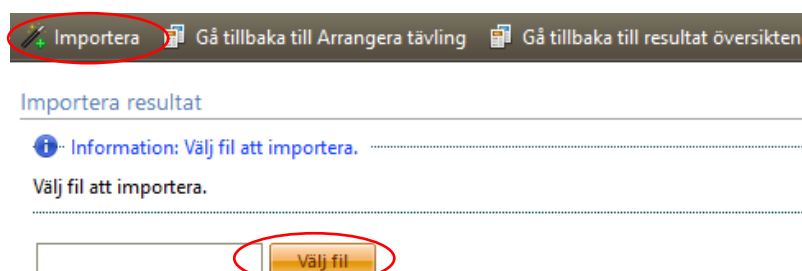 Importera Gå tillbaka till Arrangera tävling Gå tillbaka till resultat översikten
Importera resultat
Information: Välj fil att importera.
Välj fil att importera.
Välj fil